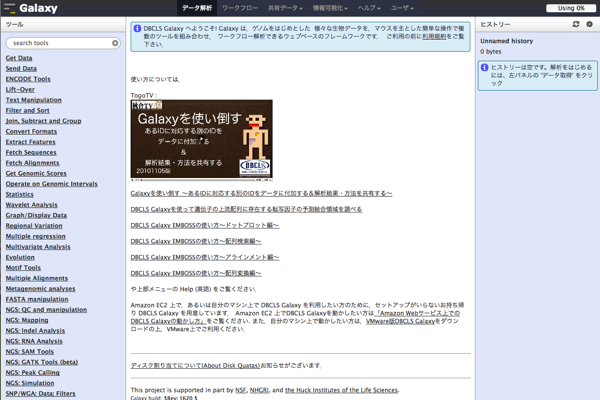 Galaxy
データ解析 ワークフロー 共有データ 情報可視化 ヘルプ ユーザ
Using 0%
ツール
search tools
Get Data
Send Data
ENCODE Tools
Lift-Over
Text Manipulation
Filter and Sort
Join, Subtract and Group
Convert Formats
Extract Features
Fetch Sequences
Fetch Alignments
Get Genomic Scores
Operate on Genomic Intervals
Statistics
Wavelet Analysis
Graph/Display Data
Regional Variation
Multiple regression
Multivariate Analysis
Evolution
Motif Tools
Multiple Alignments
Metagenomic analyses
FASTA manipulation
NGS: QC and manipulation
NGS: Mapping
NGS: Indel Analysis
NGS: RNA Analysis
NGS: SAM Tools
NGS: GATK Tools (beta)
NGS: Peak Calling
NGS: Simulation
SNP/WGA: Data; Filters
DBCLS Galaxy へようこそ! Galaxy は、ゲノムをはじめとした 様々な生物データを、マウスを主とした簡単な操作で複
数のツールを組み合わせ、 ワークフロー解析できるウェブベースのフレームワークです. ご利用の前に利用規約をご覧
下さい.
使い方については,
TogoTV :
Galaxyを使い倒す
あるIDに対応する別のIDを
データに付加する
&
解析結果・方法を共有する
20101105版
DBCLS
Galaxyを使い倒す ～あるIDに対応する別のIDをデータに付加する&解析結果・方法を共有する～
DBCLS Galaxyを使って遺伝子の上流配列に存在する転写因子の予測結合領域を調べる
DBCLS Galaxy EMBOSSの使い方～ドットプロット編～
DBCLS Galaxy EMBOSSの使い方～配列検索編～
DBCLS Galaxy EMBOSSの使い方～アラインメント編～
DBCLS Galaxy EMBOSSの使い方～配列変換編～
や上部メニューの Help (英語) をご覧ください.
Amazon EC2 上で, あるいは自分のマシン上で DBCLS Galaxy を利用したい方のために, セットアップがいらないお持ち帰
り DBCLS Galaxy を用意しています. Amazon EC2 上でDBCLS Galaxyを動かしたい方は「Amazon Webサービス上での
DBCLS Galaxyの動かし方」をご覧ください. また, 自分のマシン上で動かしたい方は, VMware版DBCLS Galaxyをダウン
ロードの上, VMware上でご利用ください.
ディスク割り当てについて(About Disk Quatas)お知らせがございます.
This project is supported in part by NSF, NHGRI, and the Huck Institutes of the Life Sciences.
Galaxy build: $Rev: 1620 $
ヒストリー
Unnamed history
0 bytes
ヒストリーは空です。解析をはじめる
には、左パネルの 'データ取得' をクリ
ック